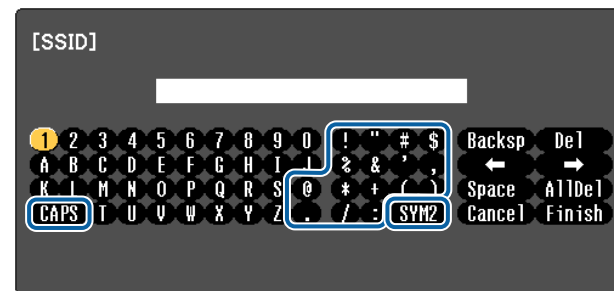 [SSID]
1 2 3 4 5 6 7 8 9 0 ! " # $ Backsp Del
A B C D E F G H I J % & ' , ← →
K L M N O P Q R S @ * + ( ) Space AllDel
CAPS T U V W X Y Z . / : SYM2 Cancel Finish